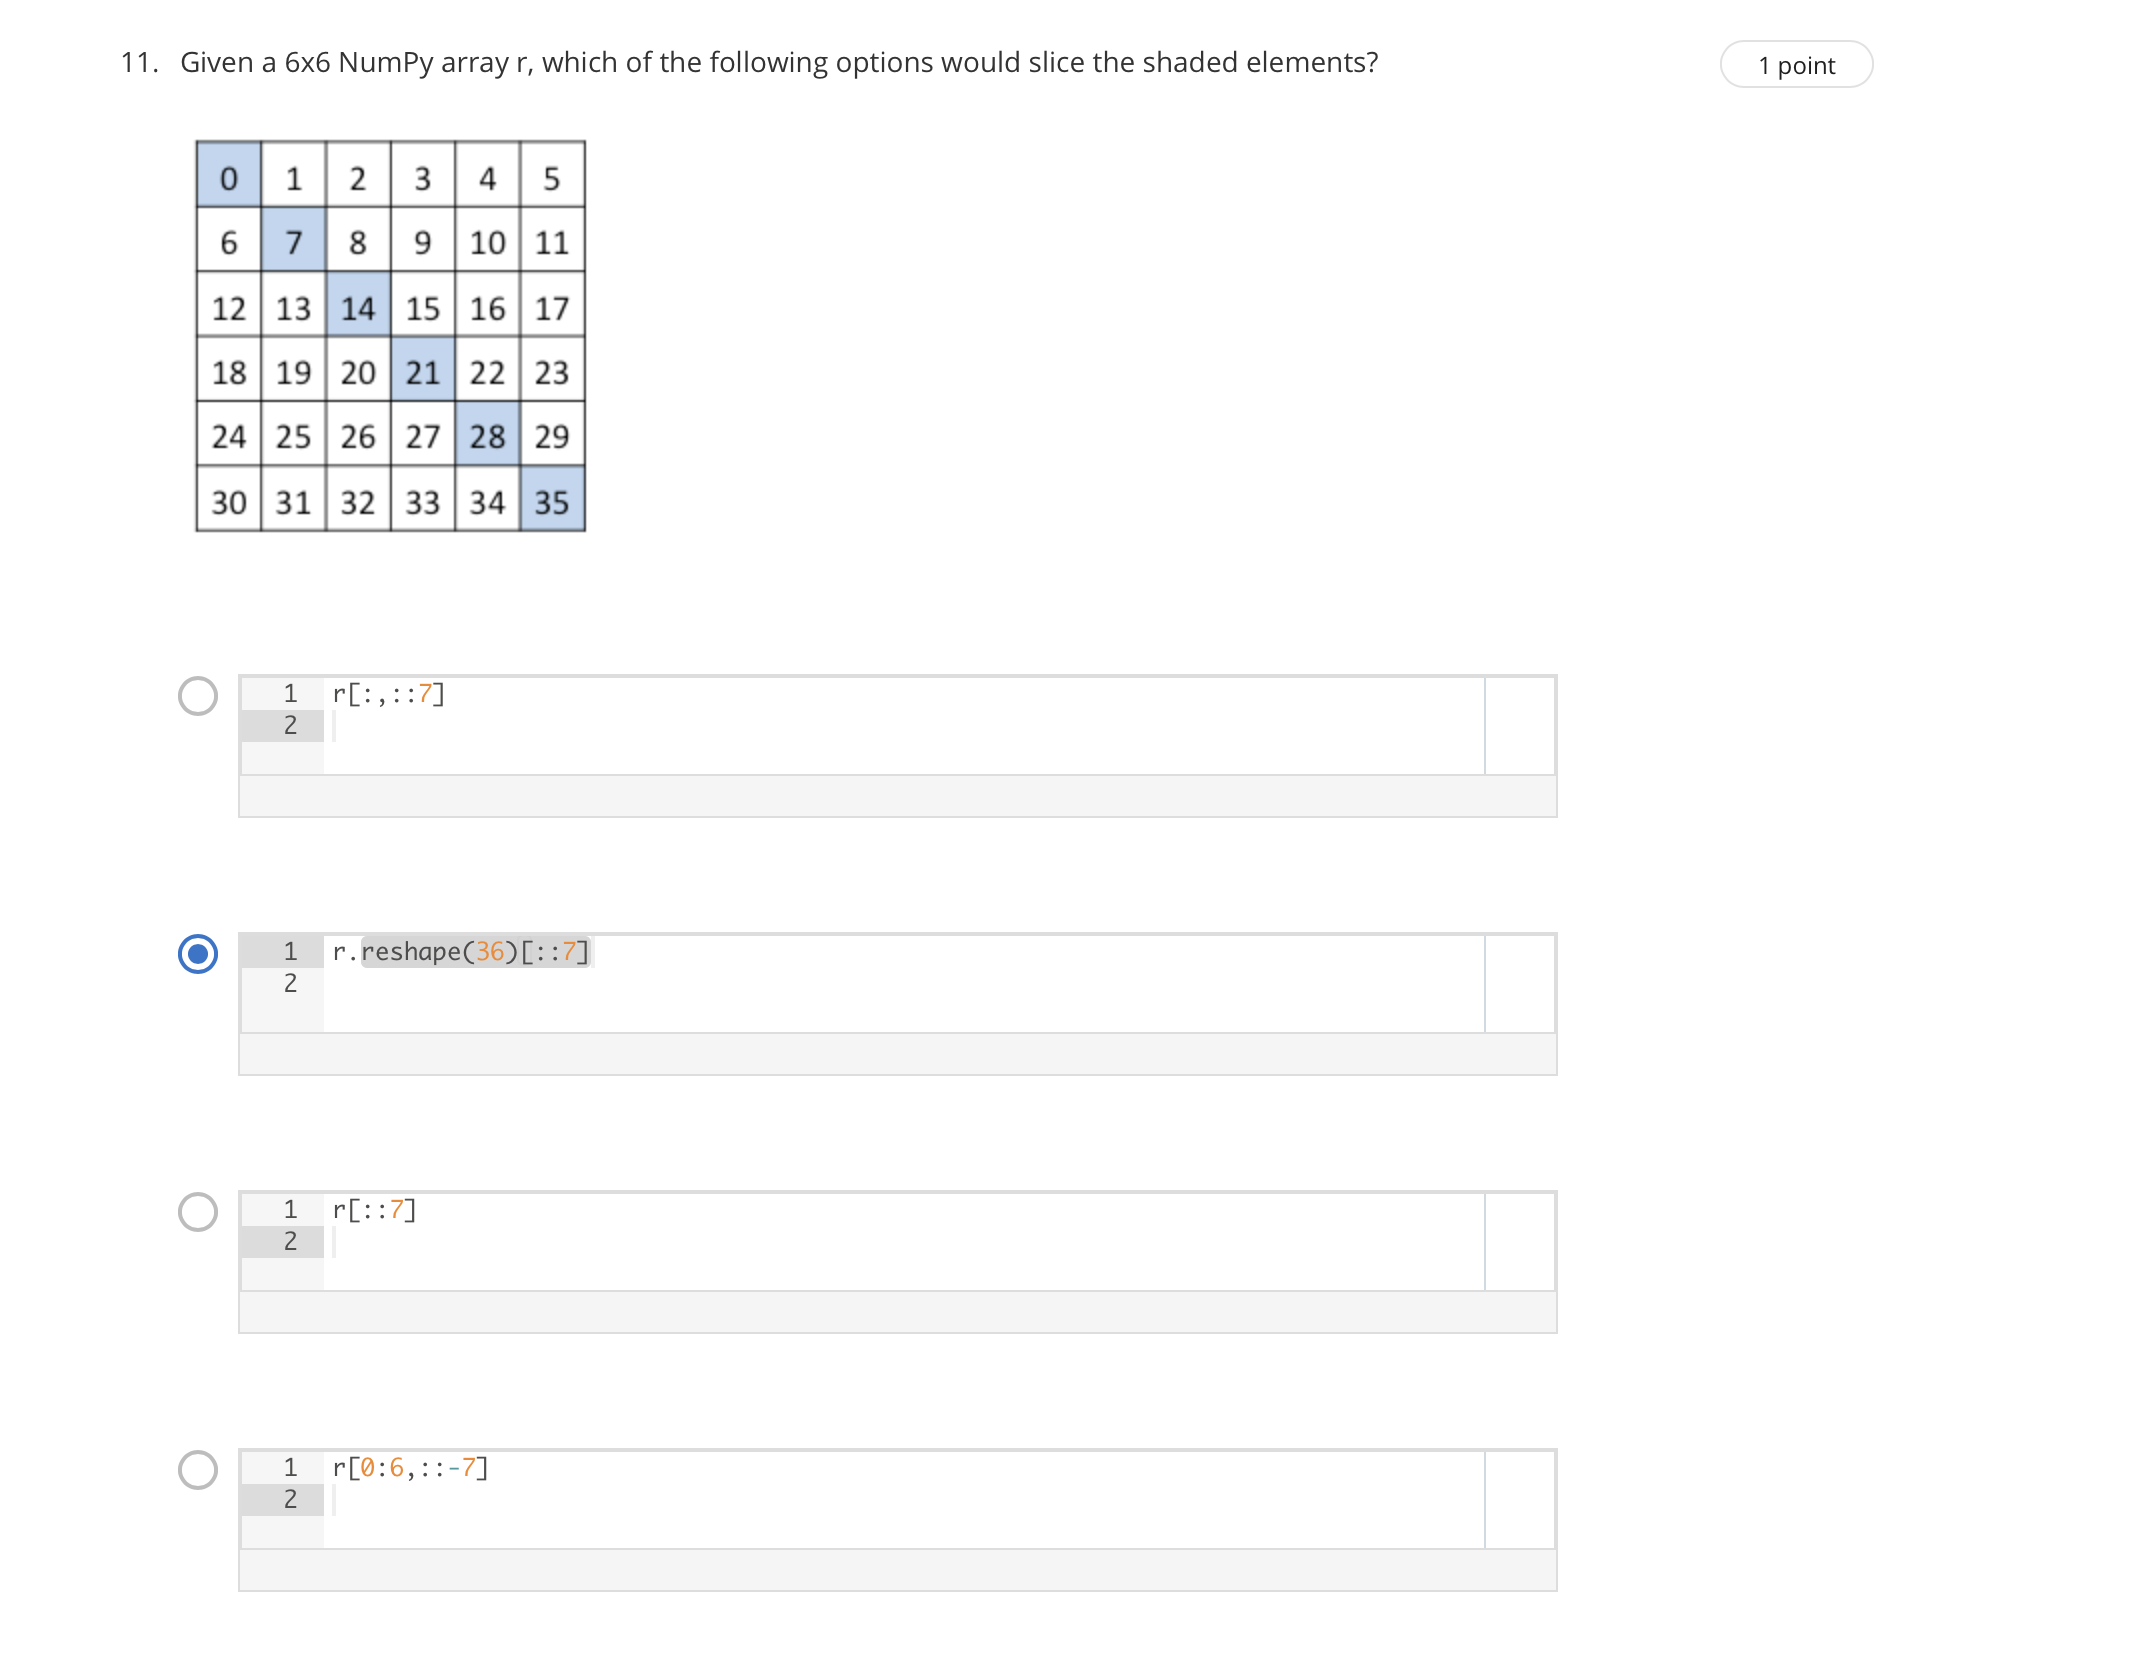 11. Given a 6x6 NumPy array r, which of the following options would slice the shaded elements?
1 point
0 1 2 3 4 5
6 7 8 9 10 11
12 13 14 15 16 17
18 19 20 21 22 23
24 25 26 27 28 29
30 31 32 33 34 35
1 r[:,::7]
2
1 r.reshape(36)[::7]
2
1 r[::7]
2
1 r[0:6,::-7]
2